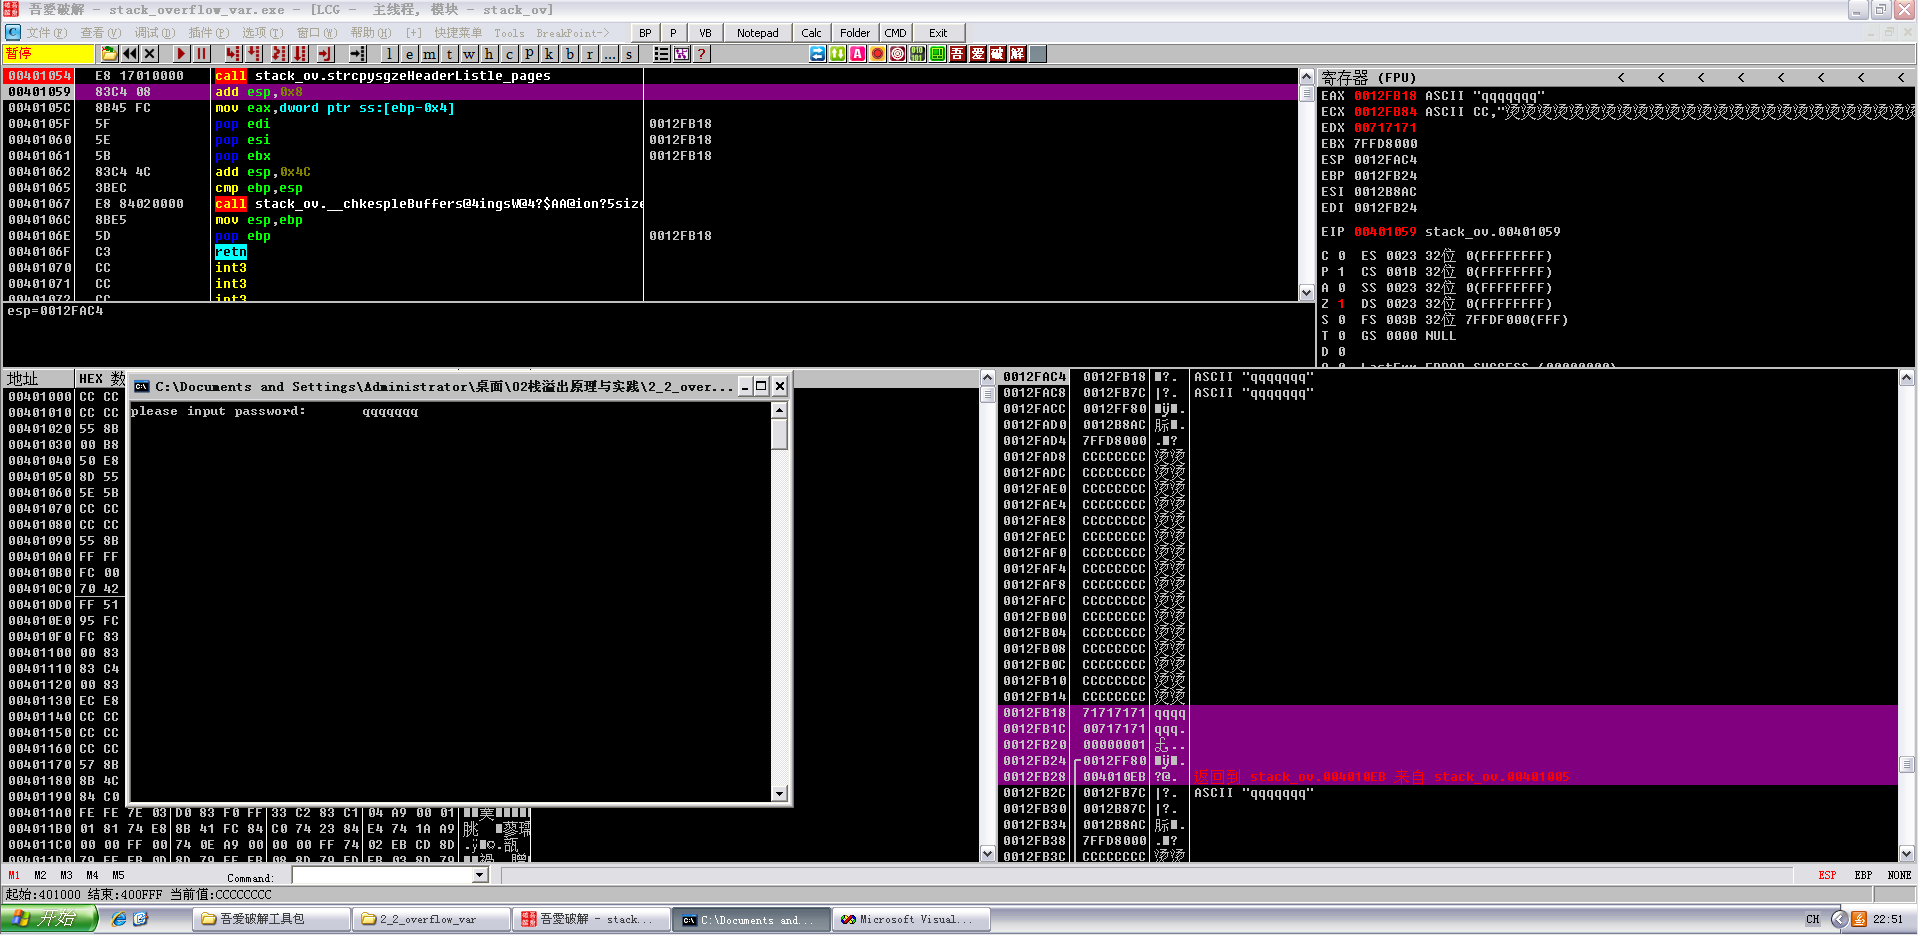 吾爱破解 - stack_overflow_var.exe - [LCG - 主线程, 模块 - stack_ov]
文件(F) 查看(V) 调试(D) 插件(P) 选项(T) 窗口(W) 帮助(H) [+] 快捷菜单 Tools BreakPoint->
BP P VB Notepad Calc Folder CMD Exit
暂停
l e m t w h c p k b r ... s ?
吾 爱 破 解
00401054 E8 17010000 call stack_ov.strcpysgzeHeaderListle_pages
00401059 83C4 08 add esp,0x8
0040105C 8B45 FC mov eax,dword ptr ss:[ebp-0x4]
0040105F 5F pop edi 0012FB18
00401060 5E pop esi 0012FB18
00401061 5B pop ebx 0012FB18
00401062 83C4 4C add esp,0x4C
00401065 3BEC cmp ebp,esp
00401067 E8 84020000 call stack_ov.__chkespleBuffers@4ingsW@4?$AA@ion?5size
0040106C 8BE5 mov esp,ebp
0040106E 5D pop ebp 0012FB18
0040106F C3 retn
00401070 CC int3
00401071 CC int3
00401072 CC int3
esp=0012FAC4
寄存器 (FPU) < < < < < < < <
EAX 0012FB18 ASCII "qqqqqqq"
ECX 0012FB84 ASCII CC,"烫烫烫烫烫烫烫烫烫烫烫烫烫烫烫烫烫烫烫烫烫烫烫烫烫
EDX 00717171
EBX 7FFD8000
ESP 0012FAC4
EBP 0012FB24
ESI 0012B8AC
EDI 0012FB24
EIP 00401059 stack_ov.00401059
C 0 ES 0023 32位 0(FFFFFFFF)
P 1 CS 001B 32位 0(FFFFFFFF)
A 0 SS 0023 32位 0(FFFFFFFF)
Z 1 DS 0023 32位 0(FFFFFFFF)
S 0 FS 003B 32位 7FFDF000(FFF)
T 0 GS 0000 NULL
D 0
O 0 LastErr ERROR_SUCCESS (00000000)
地址 HEX 数
00401000 CC CC
00401010 CC CC
00401020 55 8B
00401030 00 B8
00401040 50 E8
00401050 8D 55
00401060 5E 5B
00401070 CC CC
00401080 CC CC
00401090 55 8B
004010A0 FF FF
004010B0 FC 00
004010C0 70 42
004010D0 FF 51
004010E0 95 FC
004010F0 FC 83
00401100 00 83
00401110 83 C4
00401120 00 83
00401130 EC E8
00401140 CC CC
00401150 CC CC
00401160 CC CC
00401170 57 8B
00401180 8B 4C
00401190 84 C0
004011A0 FE FE 7E 03 D0 83 F0 FF 33 C2 83 C1 04 A9 00 01
004011B0 01 81 74 E8 8B 41 FC 84 C0 74 23 84 E4 74 1A A9
004011C0 00 00 FF 00 74 0E A9 00 00 00 FF 74 02 EB CD 8D
004011D0 79 FF EB 0D 8D 79 FE EB 08 8D 79 FD EB 03 8D 79
C:\Documents and Settings\Administrator\桌面\02栈溢出原理与实践\2_2_over...
please input password: qqqqqqq
0012FAC4 0012FB18 ASCII "qqqqqqq"
0012FAC8 0012FB7C |?. ASCII "qqqqqqq"
0012FACC 0012FF80
0012FAD0 0012B8AC
0012FAD4 7FFD8000
0012FAD8 CCCCCCCC 烫烫
0012FADC CCCCCCCC 烫烫
0012FAE0 CCCCCCCC 烫烫
0012FAE4 CCCCCCCC 烫烫
0012FAE8 CCCCCCCC 烫烫
0012FAEC CCCCCCCC 烫烫
0012FAF0 CCCCCCCC 烫烫
0012FAF4 CCCCCCCC 烫烫
0012FAF8 CCCCCCCC 烫烫
0012FAFC CCCCCCCC 烫烫
0012FB00 CCCCCCCC 烫烫
0012FB04 CCCCCCCC 烫烫
0012FB08 CCCCCCCC 烫烫
0012FB0C CCCCCCCC 烫烫
0012FB10 CCCCCCCC 烫烫
0012FB14 CCCCCCCC 烫烫
0012FB18 71717171 qqqq
0012FB1C 00717171 qqq.
0012FB20 00000001
0012FB24 0012FF80
0012FB28 004010EB ?@. 返回到 stack_ov.004010EB 来自 stack_ov.00401005
0012FB2C 0012FB7C |?. ASCII "qqqqqqq"
0012FB30 0012B87C |?.
0012FB34 0012B8AC
0012FB38 7FFD8000
0012FB3C CCCCCCCC 烫烫
M1 M2 M3 M4 M5 Command: ESP EBP NONE
起始:401000 结束:400FFF 当前值:CCCCCCCC
开始 吾爱破解工具包 2_2_overflow_var 吾爱破解 - stack... C:\Documents and... Microsoft Visual... CH 22:51